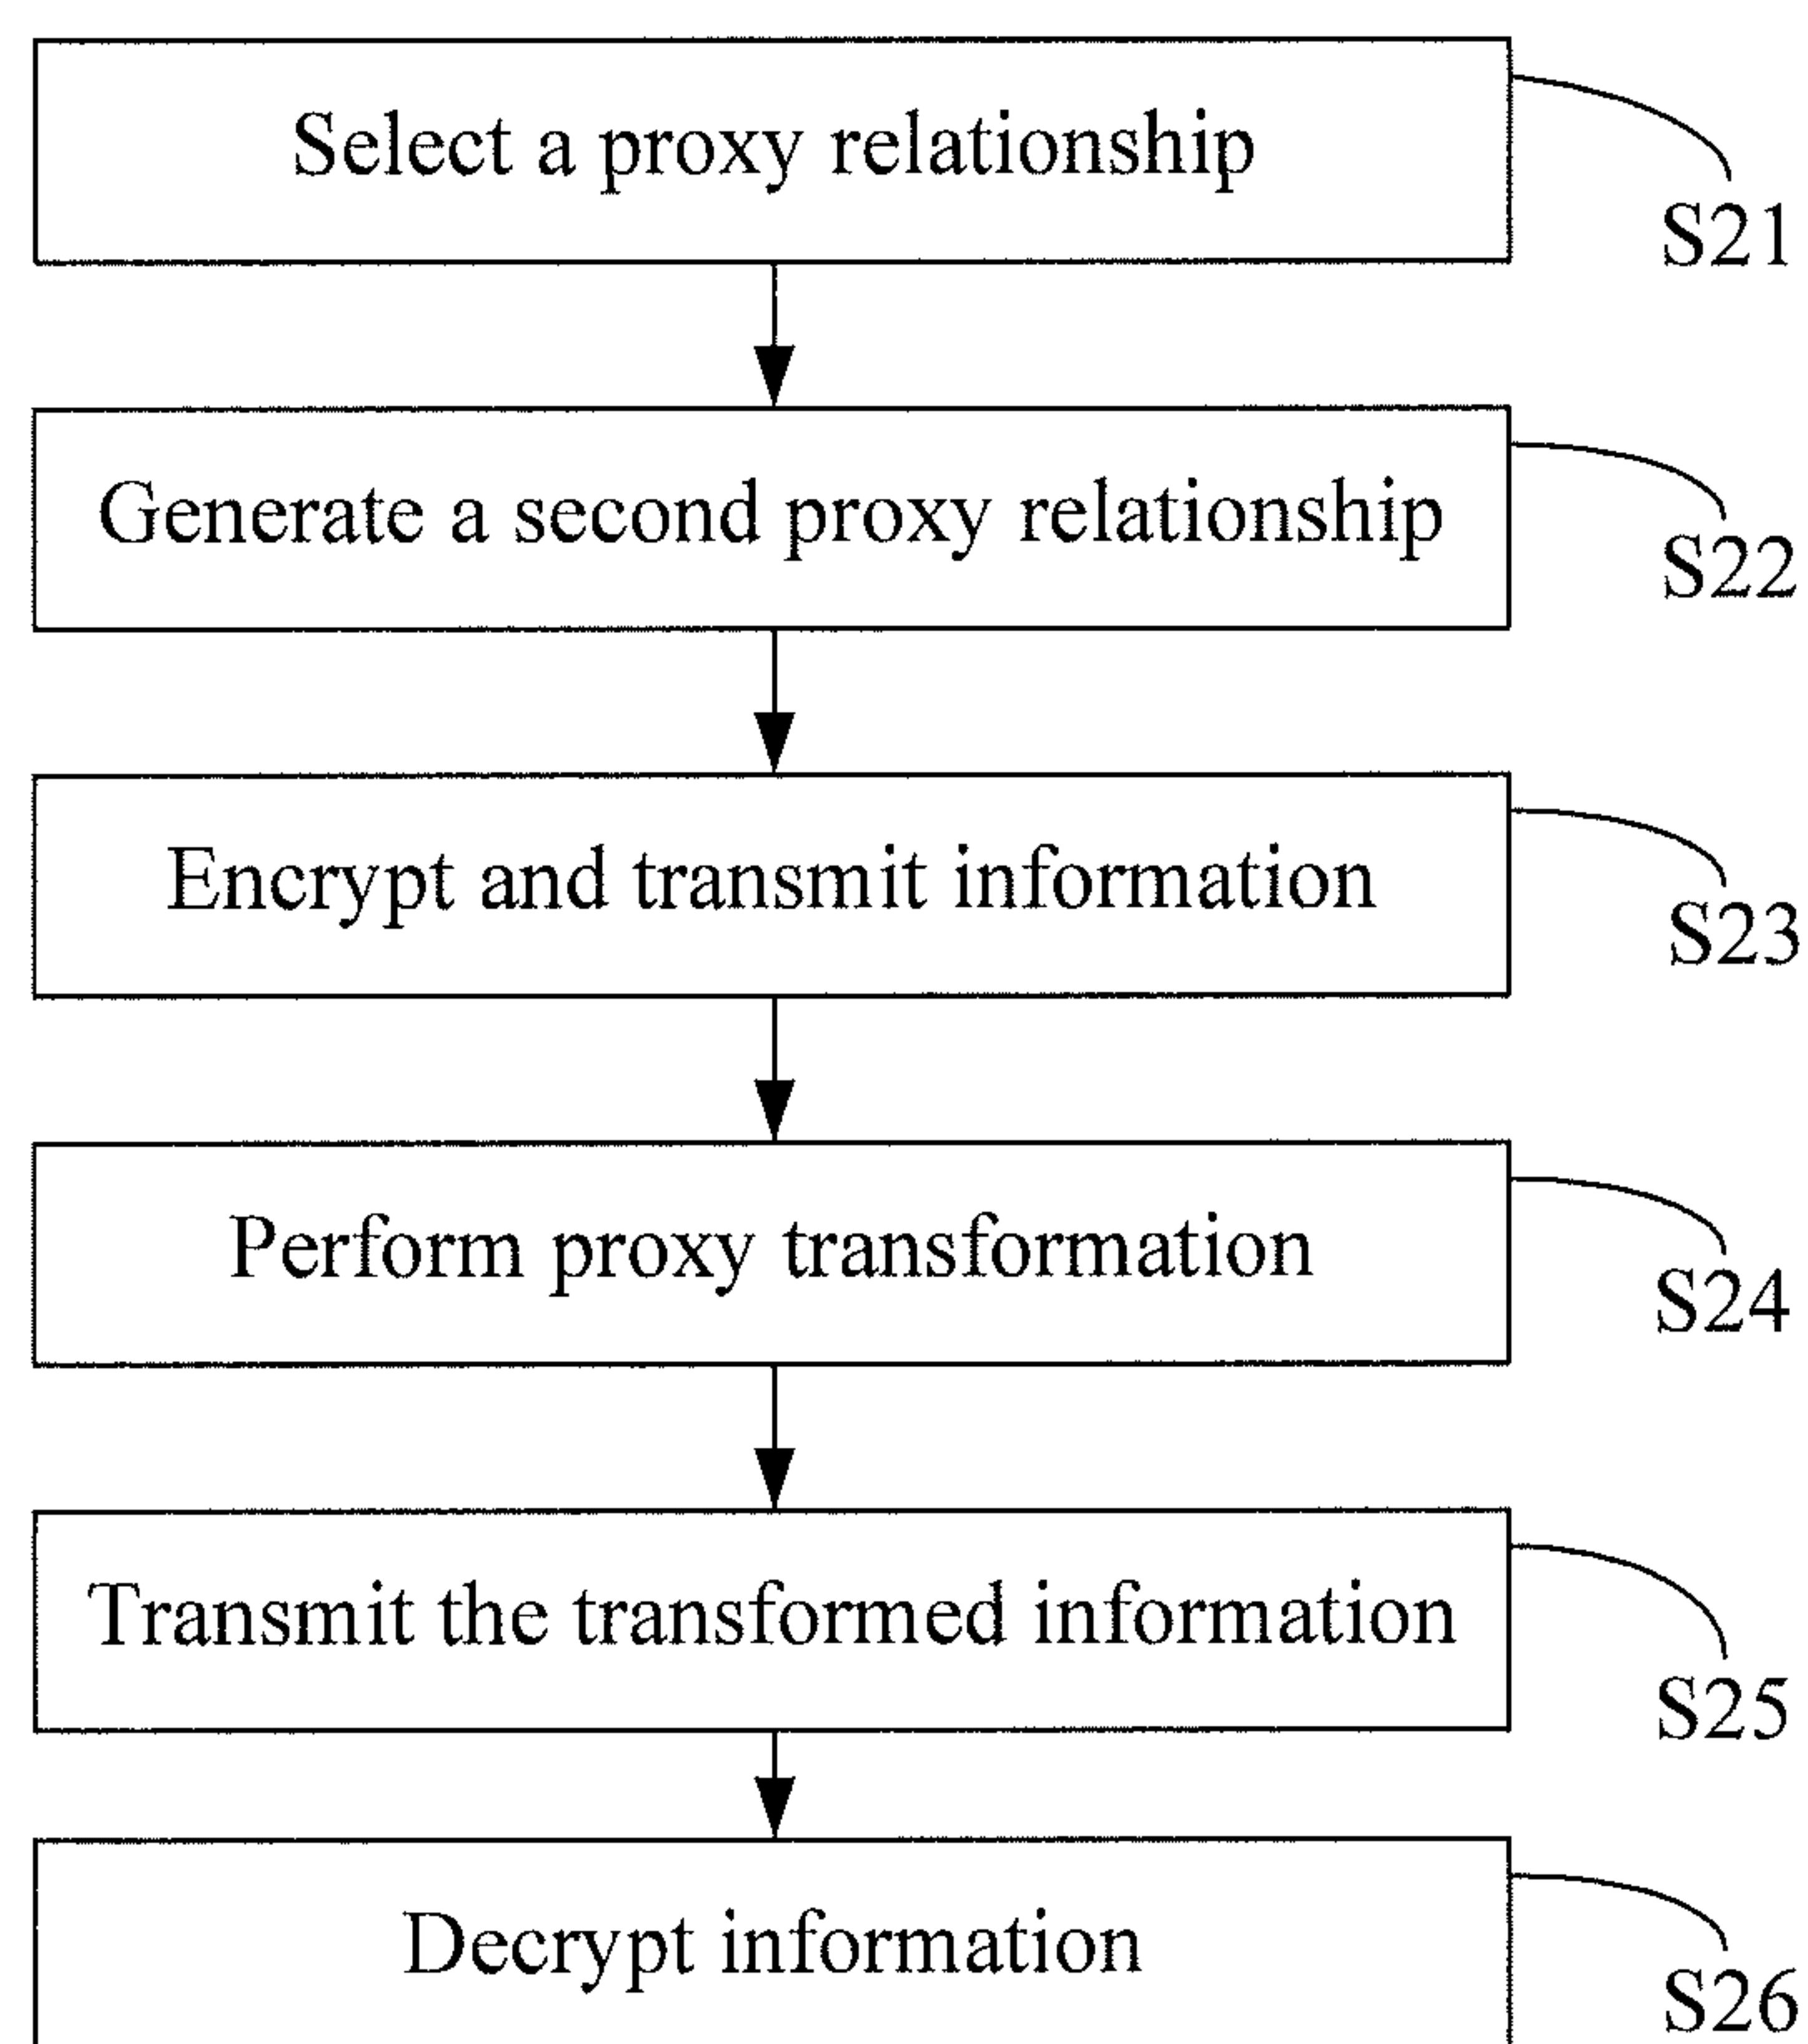 Select a proxy relationship
S21
Generate a second proxy relationship
S22
Encrypt and transmit information
S23
Perform proxy transformation
S24
Transmit the transformed information
S25
Decrypt information
S26